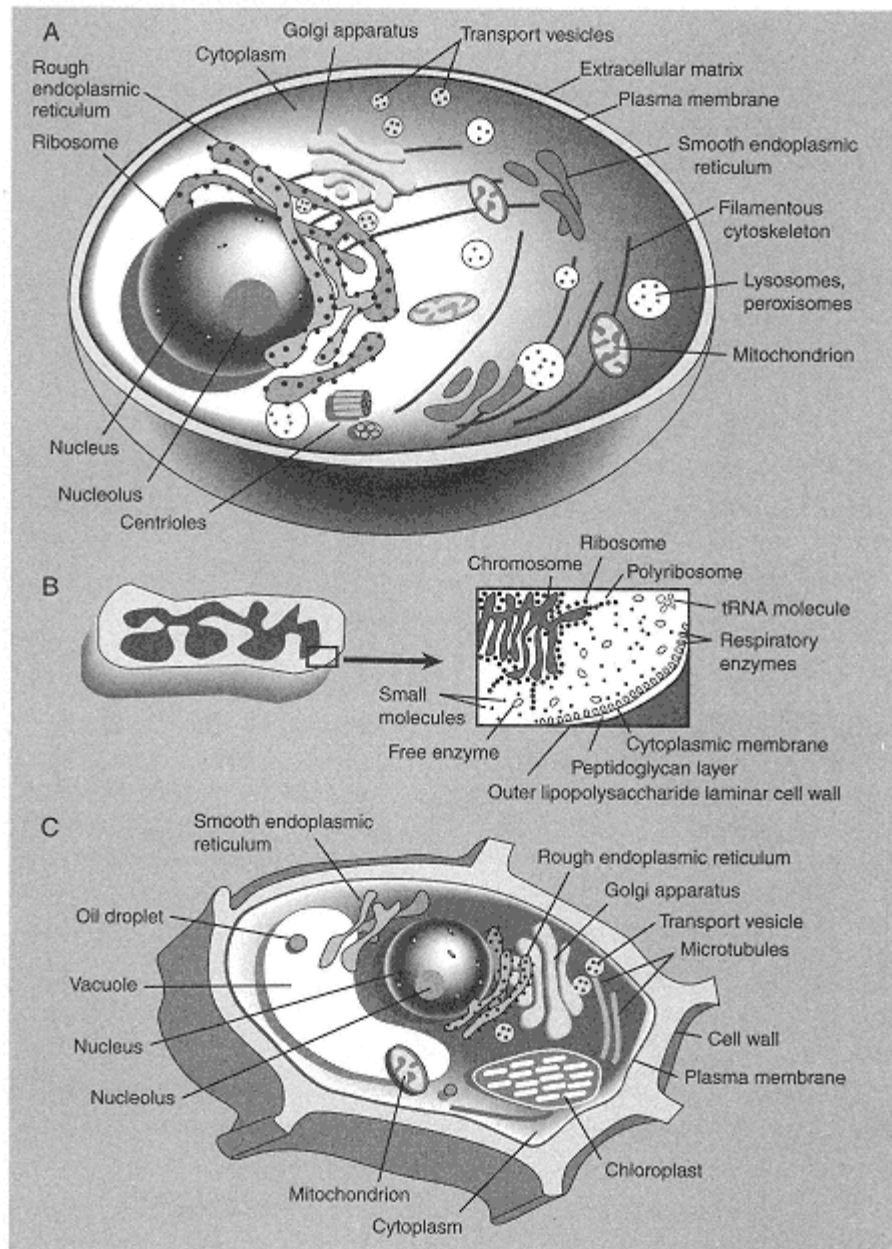 A
Golgi apparatus
Transport vesicles
Cytoplasm
Extracellular matrix
Rough
endoplasmic
reticulum
Plasma membrane
Ribosome
Smooth endoplasmic
reticulum
Filamentous
cytoskeleton
Lysosomes,
peroxisomes
Mitochondrion
Nucleus
Nucleolus
Centrioles
B
Chromosome
Ribosome
Polyribosome
tRNA molecule
Respiratory
enzymes
Small
molecules
Free enzyme
Cytoplasmic membrane
Peptidoglycan layer
Outer lipopolysaccharide laminar cell wall
C
Smooth endoplasmic
reticulum
Rough endoplasmic reticulum
Golgi apparatus
Oil droplet
Transport vesicle
Microtubules
Vacuole
Nucleus
Cell wall
Plasma membrane
Nucleolus
Chloroplast
Mitochondrion
Cytoplasm